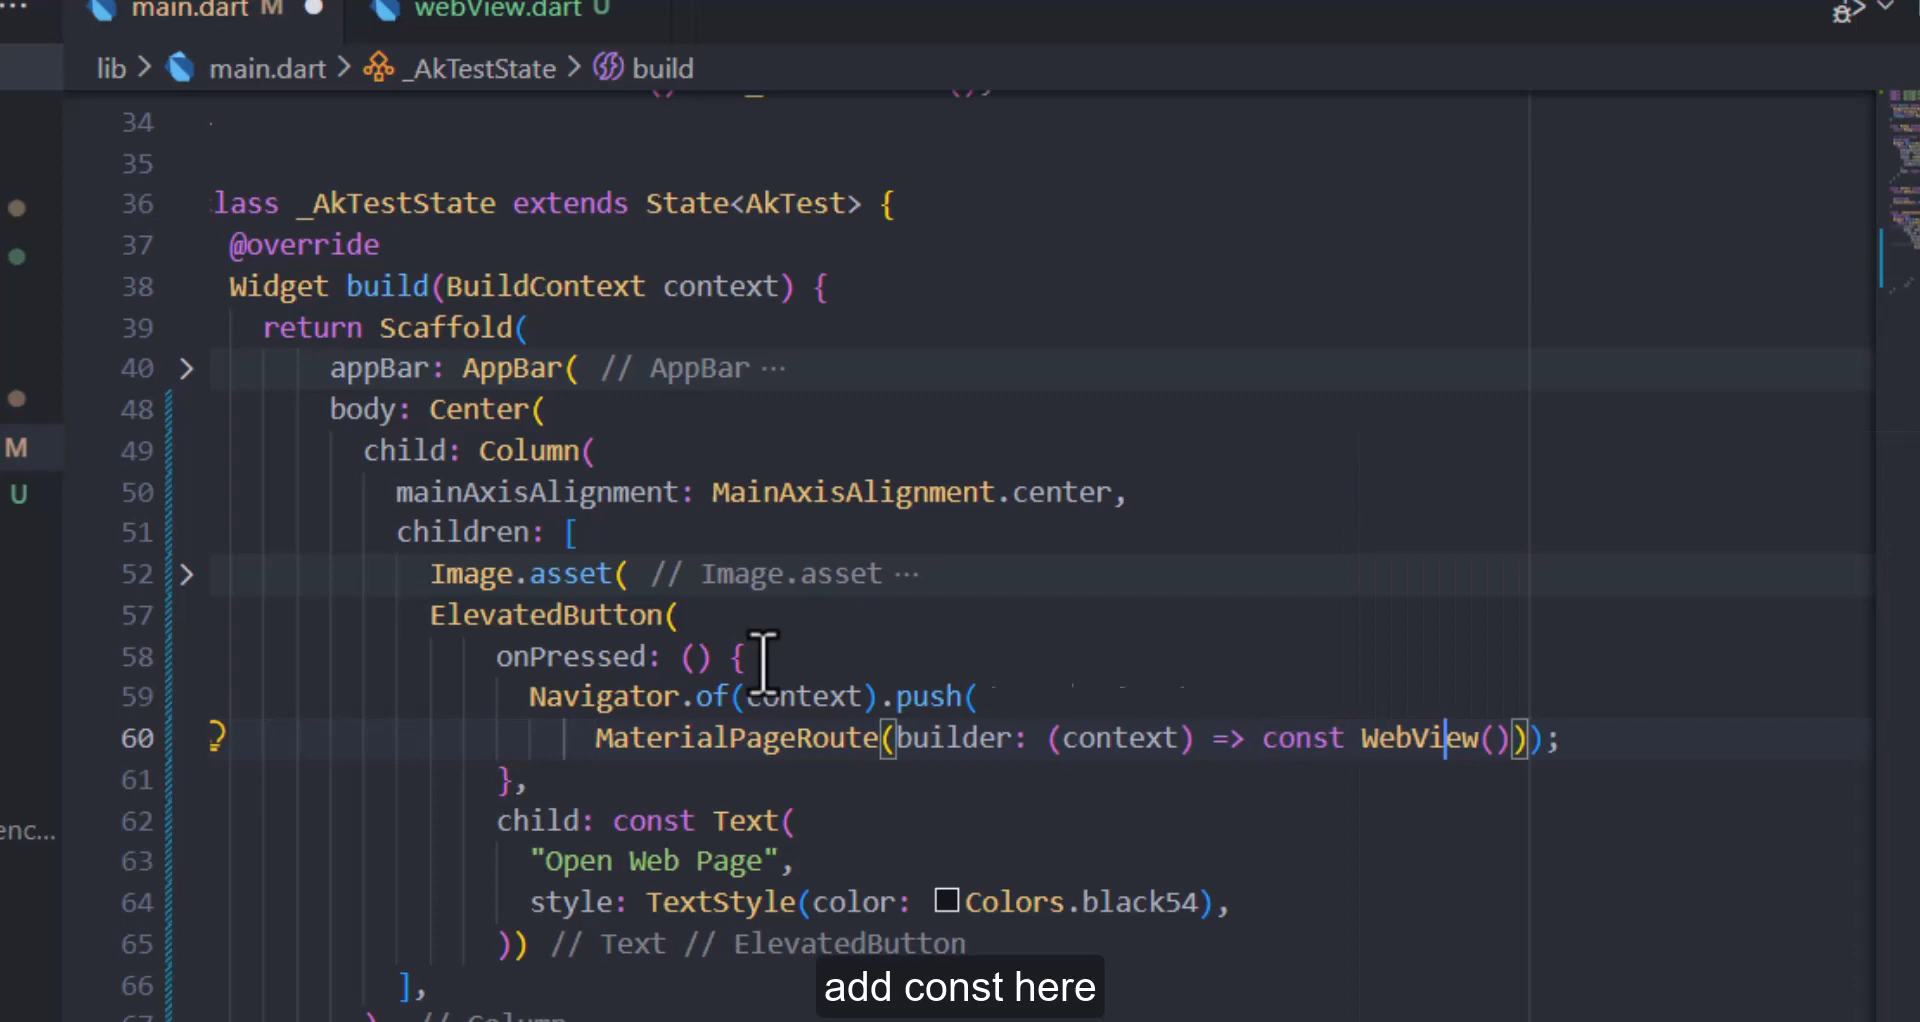 main.dart M
webView.dart U
lib > main.dart > _AkTestState > build
34
35
36 lass _AkTestState extends State<AkTest> {
37 @override
38 Widget build(BuildContext context) {
39 return Scaffold(
40 appBar: AppBar( // AppBar ...
48 body: Center(
49 child: Column(
50 mainAxisAlignment: MainAxisAlignment.center,
51 children: [
52 Image.asset( // Image.asset ...
57 ElevatedButton(
58 onPressed: () {
59 Navigator.of(context).push(
60 MaterialPageRoute(builder: (context) => const WebView()));
61 },
62 child: const Text(
63 "Open Web Page",
64 style: TextStyle(color: Colors.black54),
65 )) // Text // ElevatedButton
66 ],
67 ) // Column
M
U
enc...
add const here